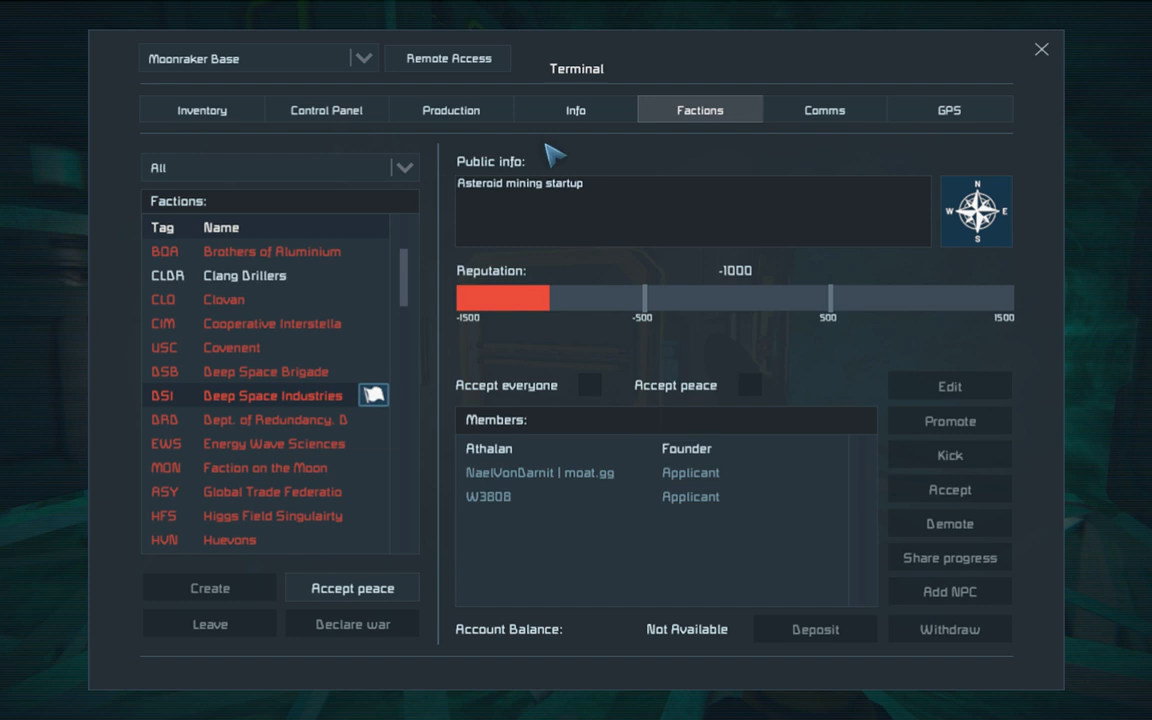 Moonraker Base
Remote Access
Terminal
Inventory
Control Panel
Production
Info
Factions
Comms
GPS
All
Factions:
Tag Name
BOA Brothers of Aluminium
CLDR Clang Drillers
CLO Clovan
CIM Cooperative Interstella
USC Covenent
DSB Deep Space Brigade
DSI Deep Space Industries
DRD Dept. of Redundancy, D
EWS Energy Wave Sciences
MON Faction on the Moon
ASY Global Trade Federatio
HFS Higgs Field Singulairty
HVN Huevons
Create
Accept peace
Leave
Declare war
Public info:
Asteroid mining startup
N
W E
S
Reputation: -1000
-1500 -500 500 1500
Accept everyone
Accept peace
Members:
Athalan Founder
NaelVonDarnit | moat.gg Applicant
W3808 Applicant
Edit
Promote
Kick
Accept
Demote
Share progress
Add NPC
Account Balance: Not Available
Deposit
Withdraw